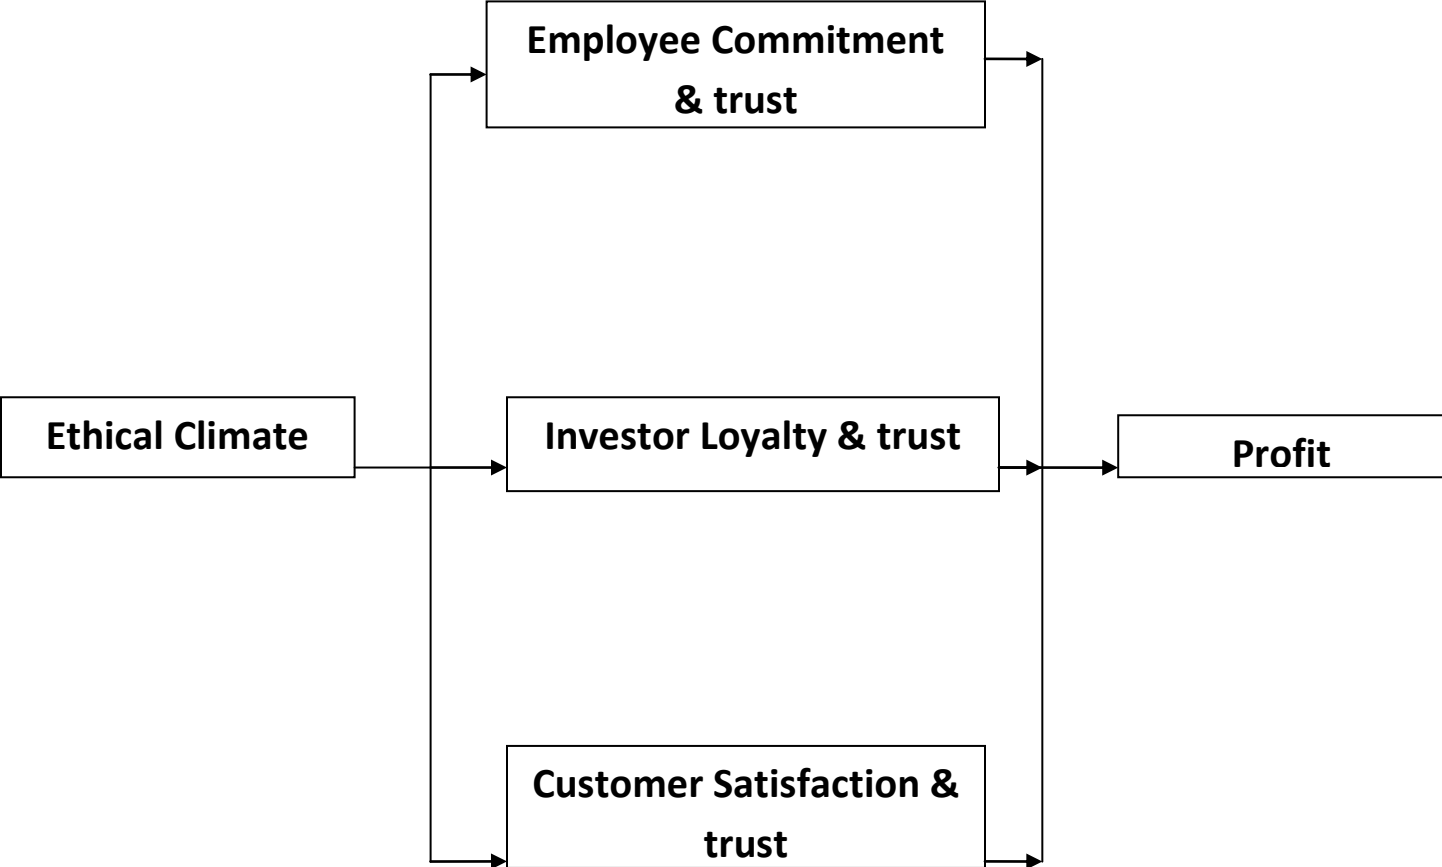 Employee Commitment
& trust
Ethical Climate
Investor Loyalty & trust
Profit
Customer Satisfaction &
trust